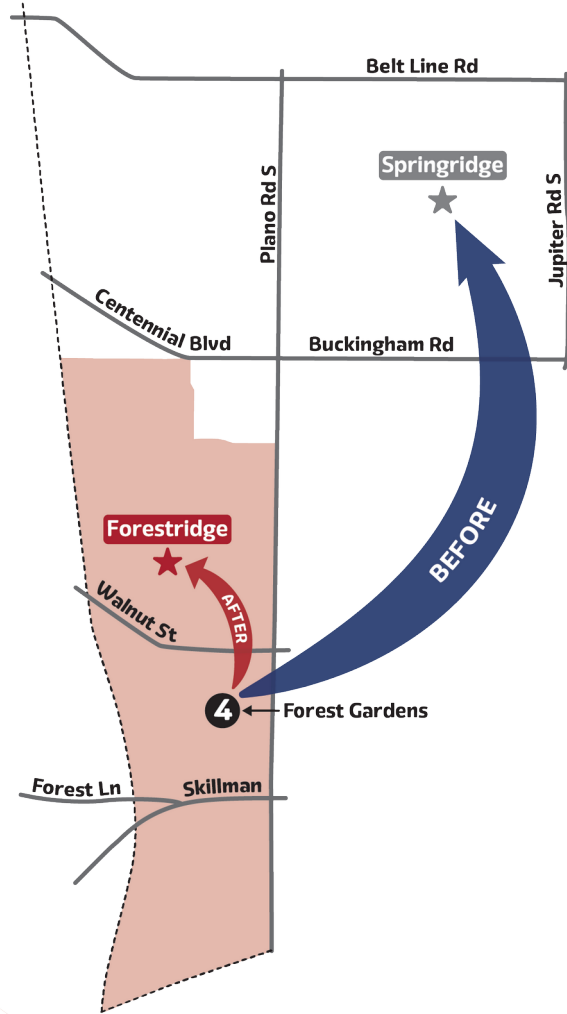 Belt Line Rd
Springridge
Plano Rd S
Jupiter Rd S
Centennial Blvd
Buckingham Rd
BEFORE
Forestridge
AFTER
Walnut St
4
Forest Gardens
Forest Ln
Skillman